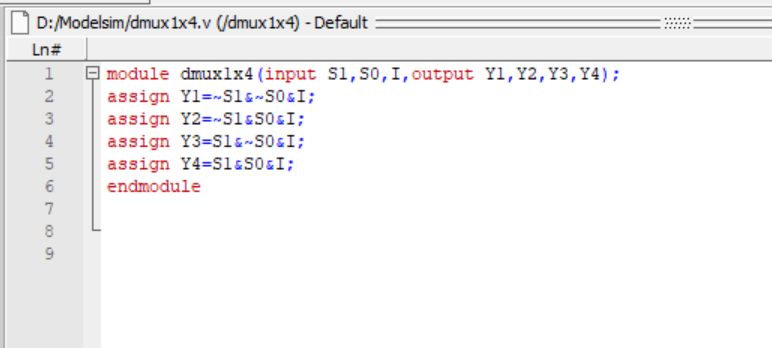 D:/Modelsim/dmux1x4.v (/dmux1x4) - Default
Ln#
1 module dmux1x4(input S1,S0,I,output Y1,Y2,Y3,Y4);
2 assign Y1=~S1&~S0&I;
3 assign Y2=~S1&S0&I;
4 assign Y3=S1&~S0&I;
5 assign Y4=S1&S0&I;
6 endmodule
7
8
9